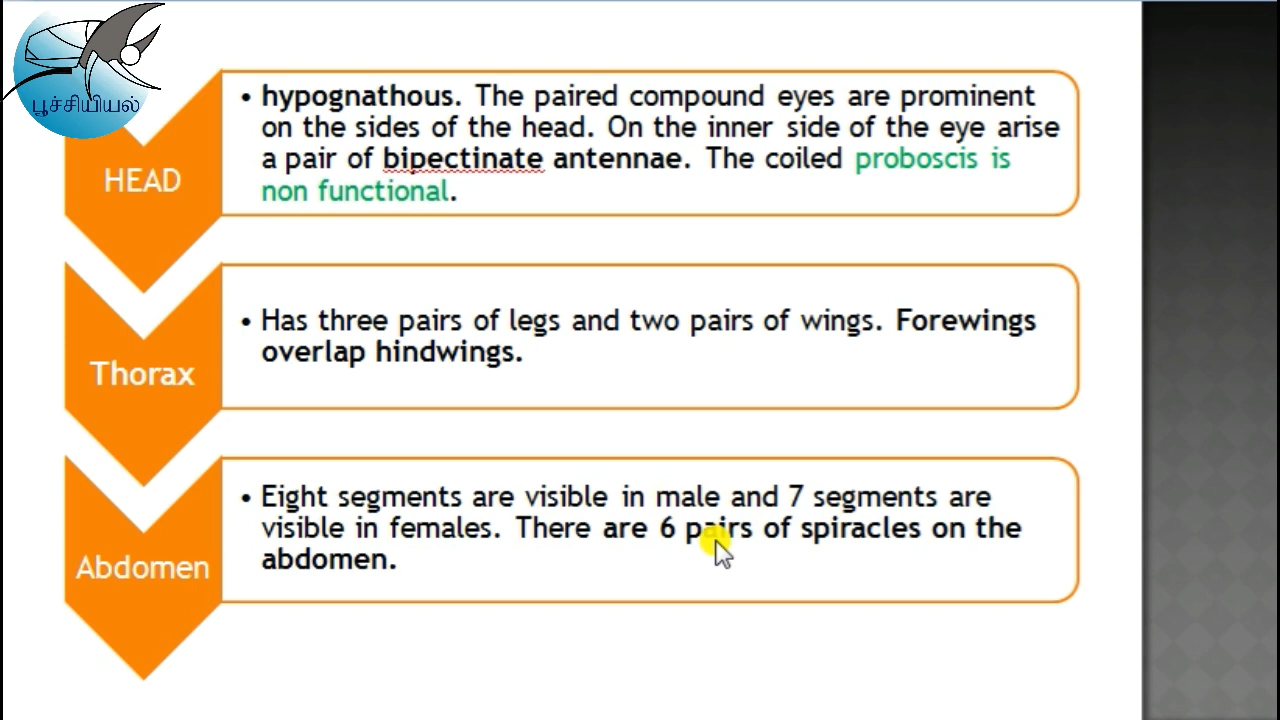 பூச்சியியல்
HEAD
• hypognathous. The paired compound eyes are prominent
on the sides of the head. On the inner side of the eye arise
a pair of bipectinate antennae. The coiled proboscis is
non functional.
Thorax
• Has three pairs of legs and two pairs of wings. Forewings
overlap hindwings.
Abdomen
• Eight segments are visible in male and 7 segments are
visible in females. There are 6 pairs of spiracles on the
abdomen.